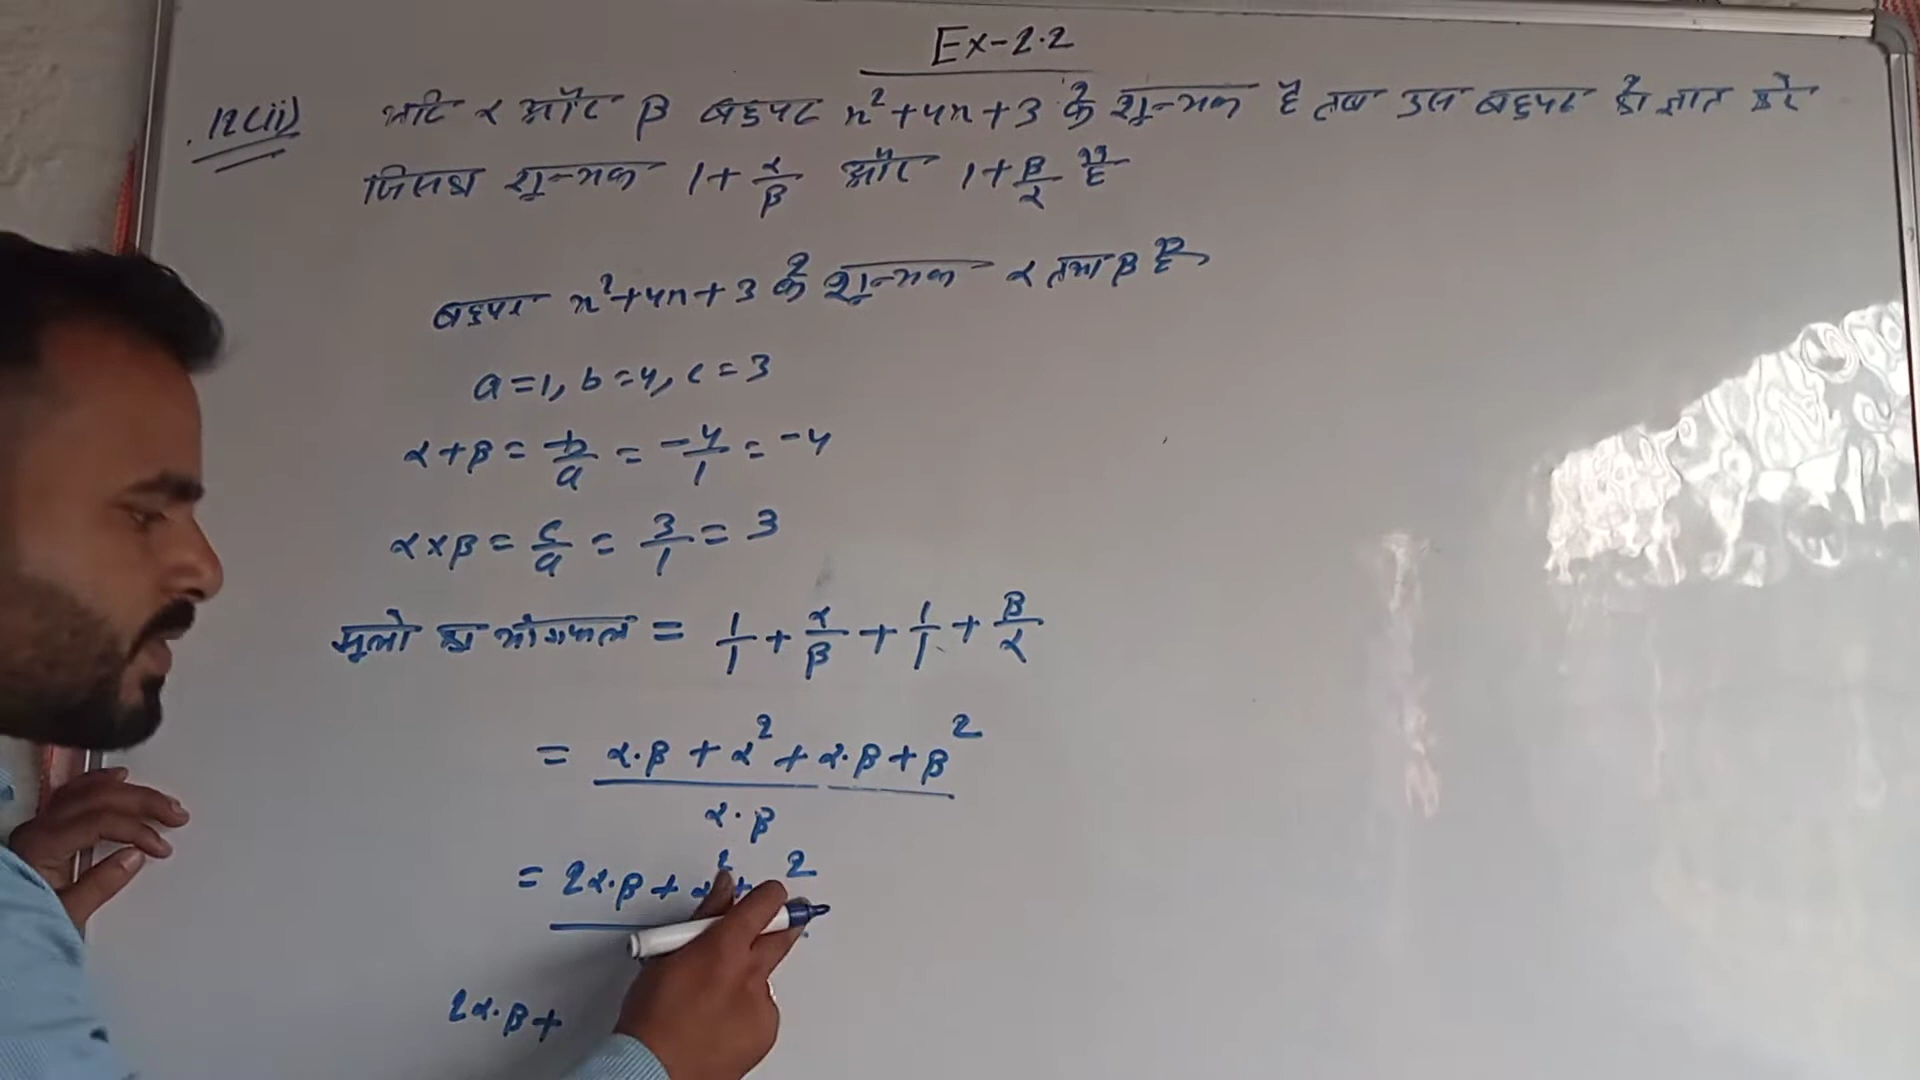 Ex-2.2
12(ii) यदि α और β बहुपद x²+4x+3 के शून्यक है तब उस बहुपद को ज्ञात करे
जिसका शून्यक 1+α/β और 1+β/α है
बहुपद x²+4x+3 के शून्यक α तथा β है
a=1, b=4, c=3
α+β = -b/a = -4/1 = -4
α×β = c/a = 3/1 = 3
मूलो का योगफल = 1/1 + α/β + 1/1 + β/α
= (α.β + α² + α.β + β²)/(α.β)
= 2α.β + α² + ²
2α.β +